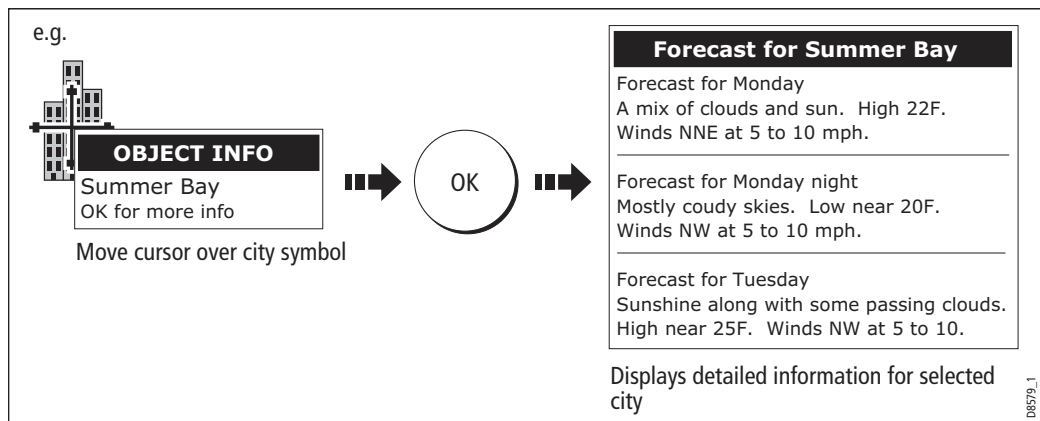 e.g.
OBJECT INFO
Summer Bay
OK for more info
Move cursor over city symbol
OK
Forecast for Summer Bay
Forecast for Monday
A mix of clouds and sun. High 22F.
Winds NNE at 5 to 10 mph.
Forecast for Monday night
Mostly coudy skies. Low near 20F.
Winds NW at 5 to 10 mph.
Forecast for Tuesday
Sunshine along with some passing clouds.
High near 25F. Winds NW at 5 to 10.
Displays detailed information for selected
city
D8579_1